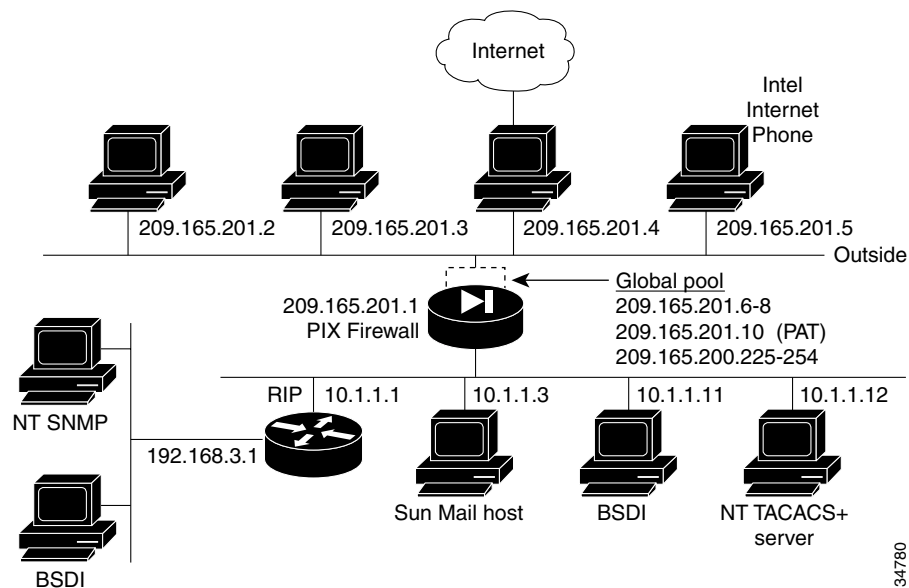 Internet
Intel
Internet
Phone
209.165.201.2
209.165.201.3
209.165.201.4
209.165.201.5
Outside
209.165.201.1
PIX Firewall
Global pool
209.165.201.6-8
209.165.201.10 (PAT)
209.165.200.225-254
RIP
10.1.1.1
10.1.1.3
10.1.1.11
10.1.1.12
NT SNMP
192.168.3.1
Sun Mail host
BSDI
NT TACACS+
server
BSDI
34780